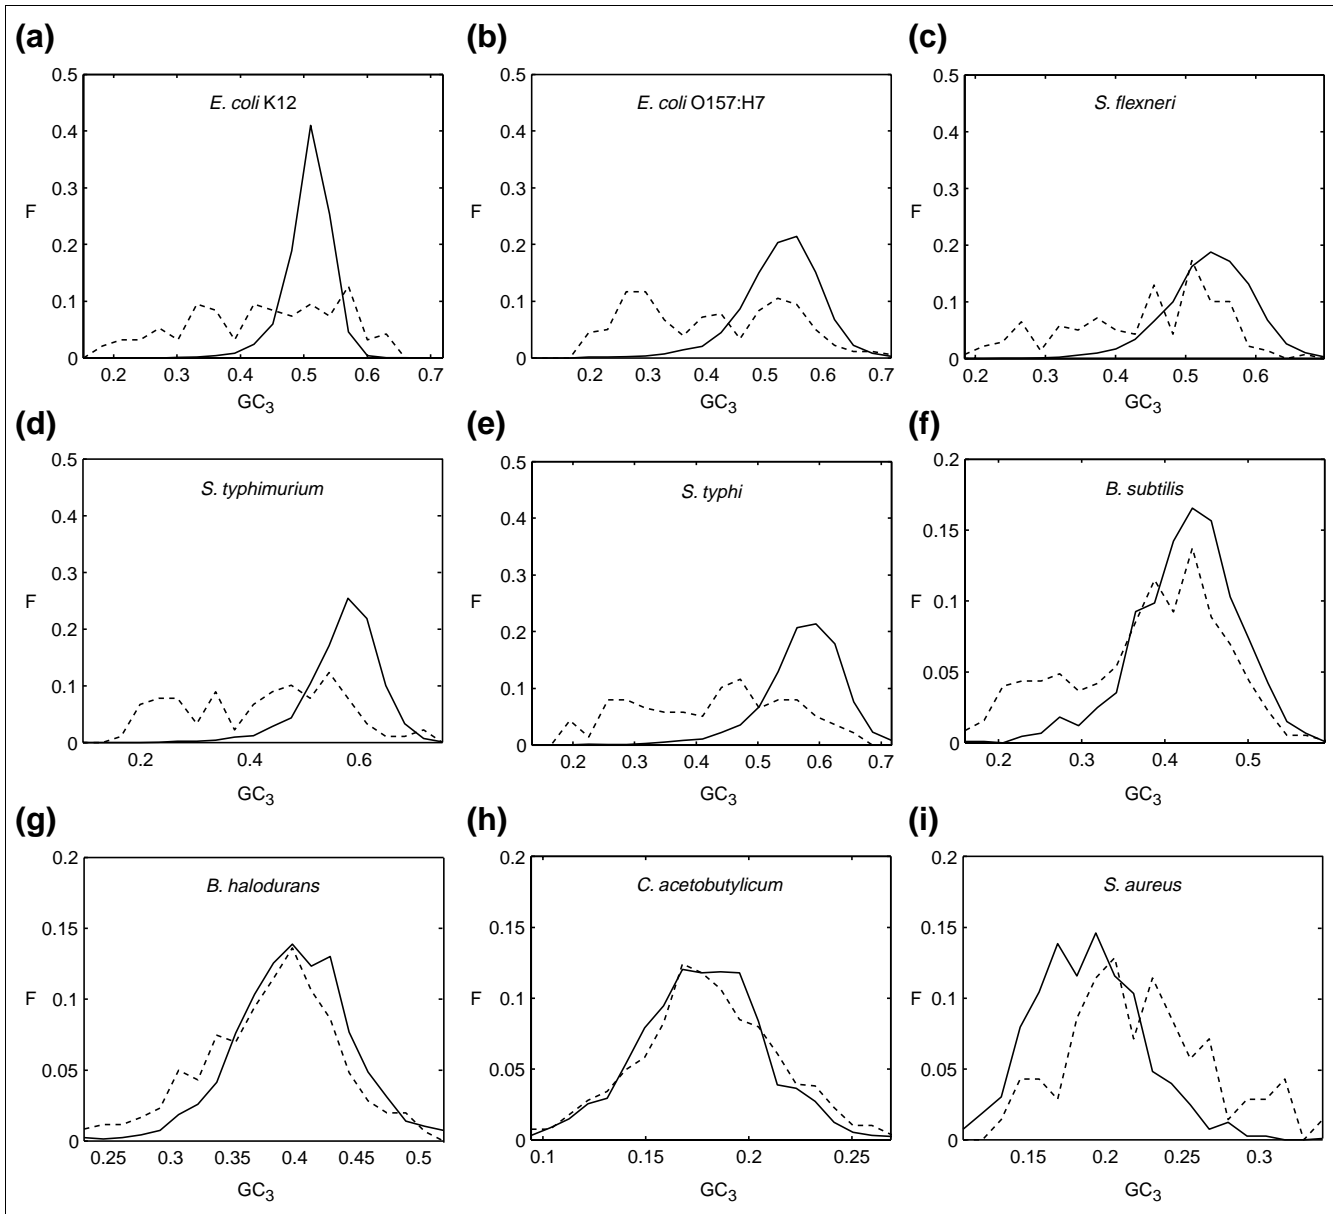 (a)
E. coli K12
F
0.5
0.4
0.3
0.2
0.1
0
0.2 0.3 0.4 0.5 0.6 0.7
GC3
(b)
E. coli O157:H7
F
0.5
0.4
0.3
0.2
0.1
0
0.2 0.3 0.4 0.5 0.6 0.7
GC3
(c)
S. flexneri
F
0.5
0.4
0.3
0.2
0.1
0
0.2 0.3 0.4 0.5 0.6
GC3
(d)
S. typhimurium
F
0.5
0.4
0.3
0.2
0.1
0
0.2 0.4 0.6
GC3
(e)
S. typhi
F
0.5
0.4
0.3
0.2
0.1
0
0.2 0.3 0.4 0.5 0.6 0.7
GC3
(f)
B. subtilis
F
0.2
0.15
0.1
0.05
0
0.2 0.3 0.4 0.5
GC3
(g)
B. halodurans
F
0.2
0.15
0.1
0.05
0
0.25 0.3 0.35 0.4 0.45 0.5
GC3
(h)
C. acetobutylicum
F
0.2
0.15
0.1
0.05
0
0.1 0.15 0.2 0.25
GC3
(i)
S. aureus
F
0.2
0.15
0.1
0.05
0
0.15 0.2 0.25 0.3
GC3